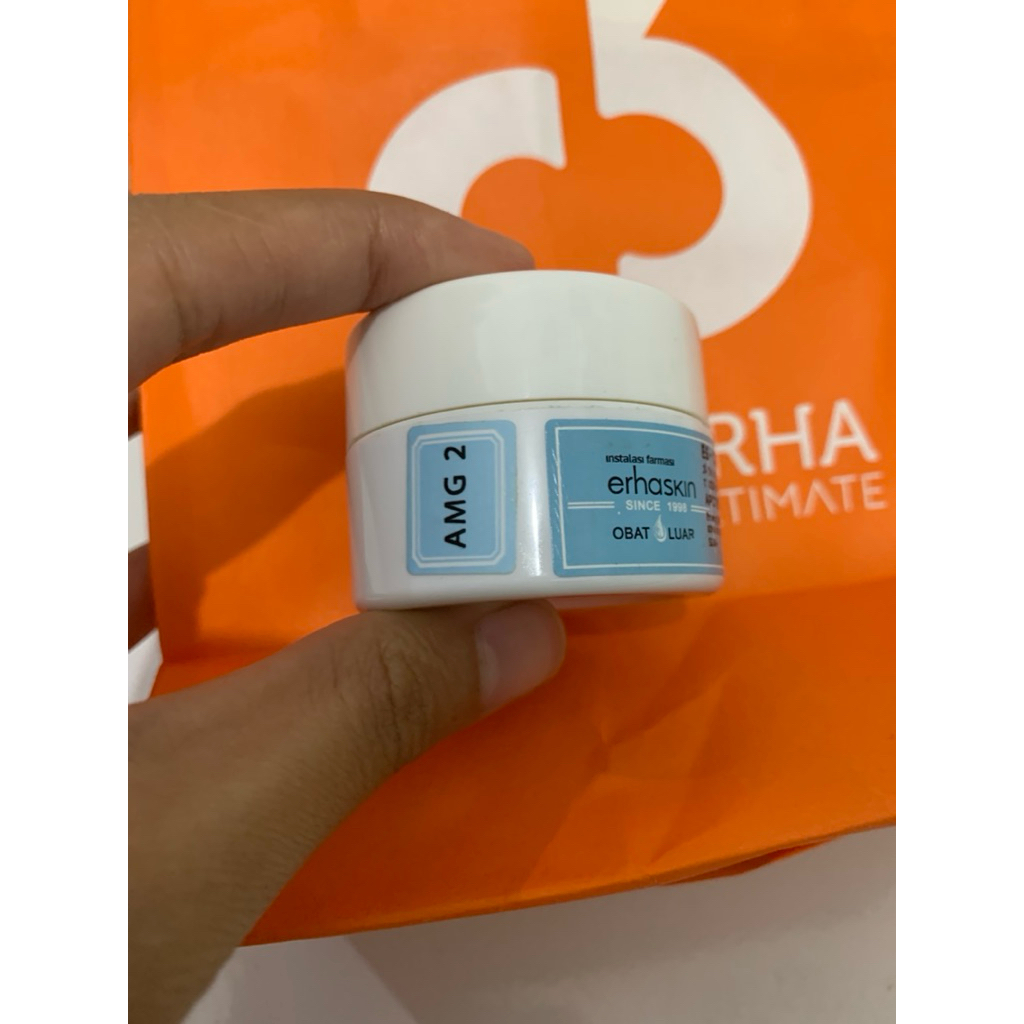 AMG 2
instalasi farmasi
erhaskin
SINCE 1998
OBAT LUAR
RHA
TIMATE